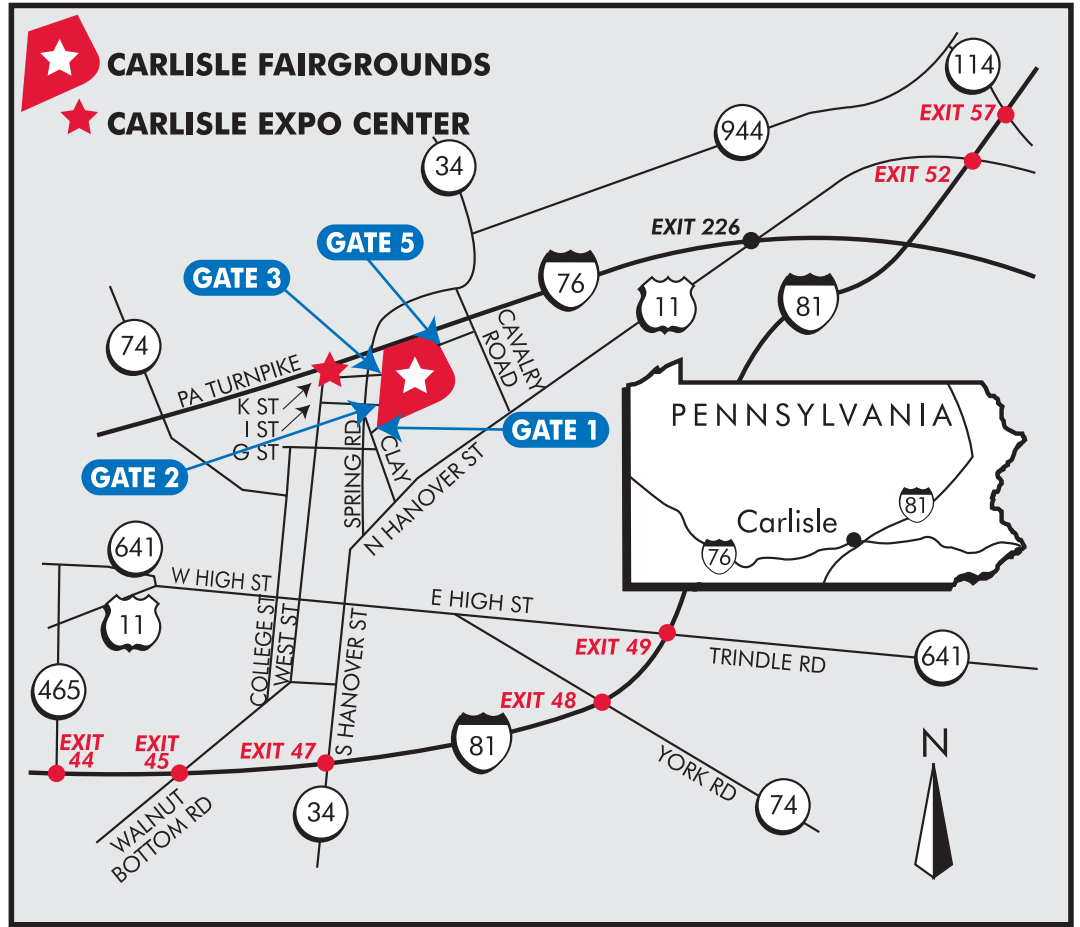 CARLISLE FAIRGROUNDS
CARLISLE EXPO CENTER
114
EXIT 57
944
34
EXIT 52
EXIT 226
GATE 5
GATE 3
76
11
81
74
CAVALRY
ROAD
PA TURNPIKE
K ST
I ST
G ST
PENNSYLVANIA
GATE 1
CLAY
SPRING RD
GATE 2
N HANOVER ST
81
Carlisle
76
641
W HIGH ST
E HIGH ST
11
COLLEGE ST
WEST ST
S HANOVER ST
EXIT 49
TRINDLE RD
641
465
EXIT 48
EXIT
44
EXIT
45
EXIT 47
81
N
YORK RD
74
34
WALNUT
BOTTOM RD